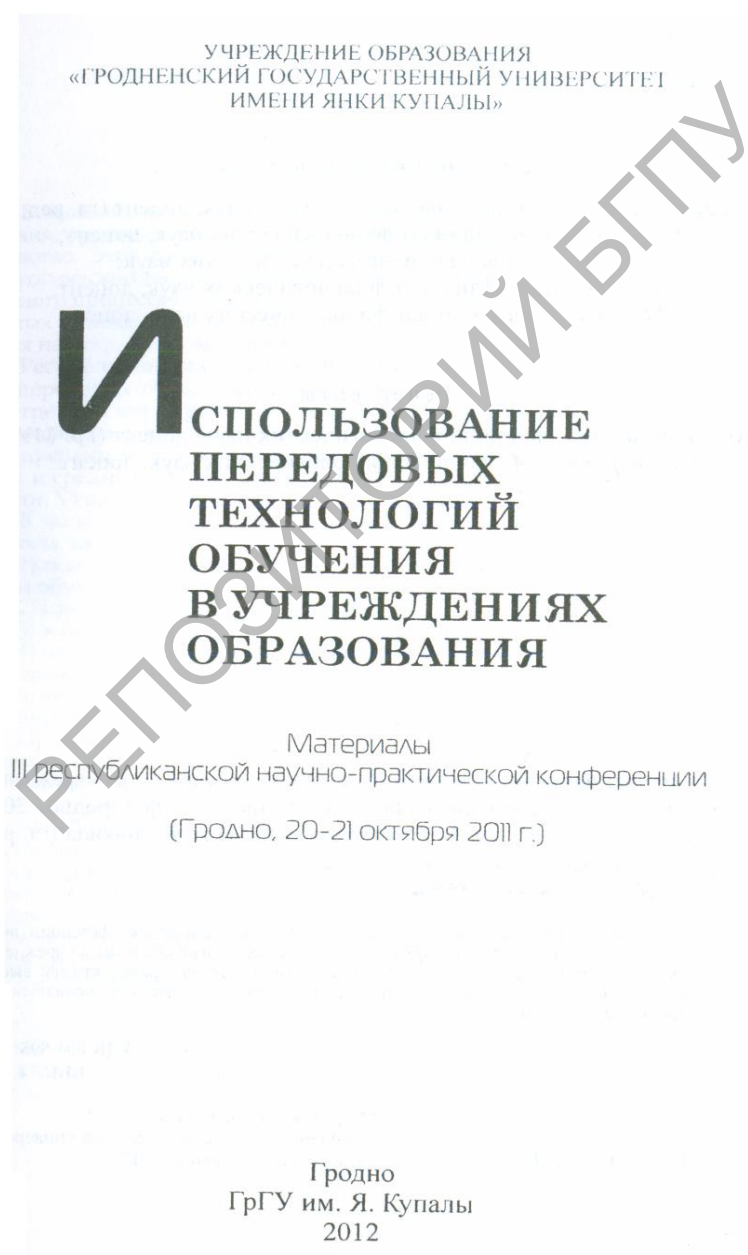 УЧРЕЖДЕНИЕ ОБРАЗОВАНИЯ
«ГРОДНЕНСКИЙ ГОСУДАРСТВЕННЫЙ УНИВЕРСИТЕТ
ИМЕНИ ЯНКИ КУПАЛЫ»
ИСПОЛЬЗОВАНИЕ
ПЕРЕДОВЫХ
ТЕХНОЛОГИЙ
ОБУЧЕНИЯ
В УЧРЕЖДЕНИЯХ
ОБРАЗОВАНИЯ
Материалы
III республиканской научно-практической конференции
(Гродно, 20-21 октября 2011 г.)
Гродно
ГрГУ им. Я. Купалы
2012
РЕПОЗИТОРИЙ БГПУ